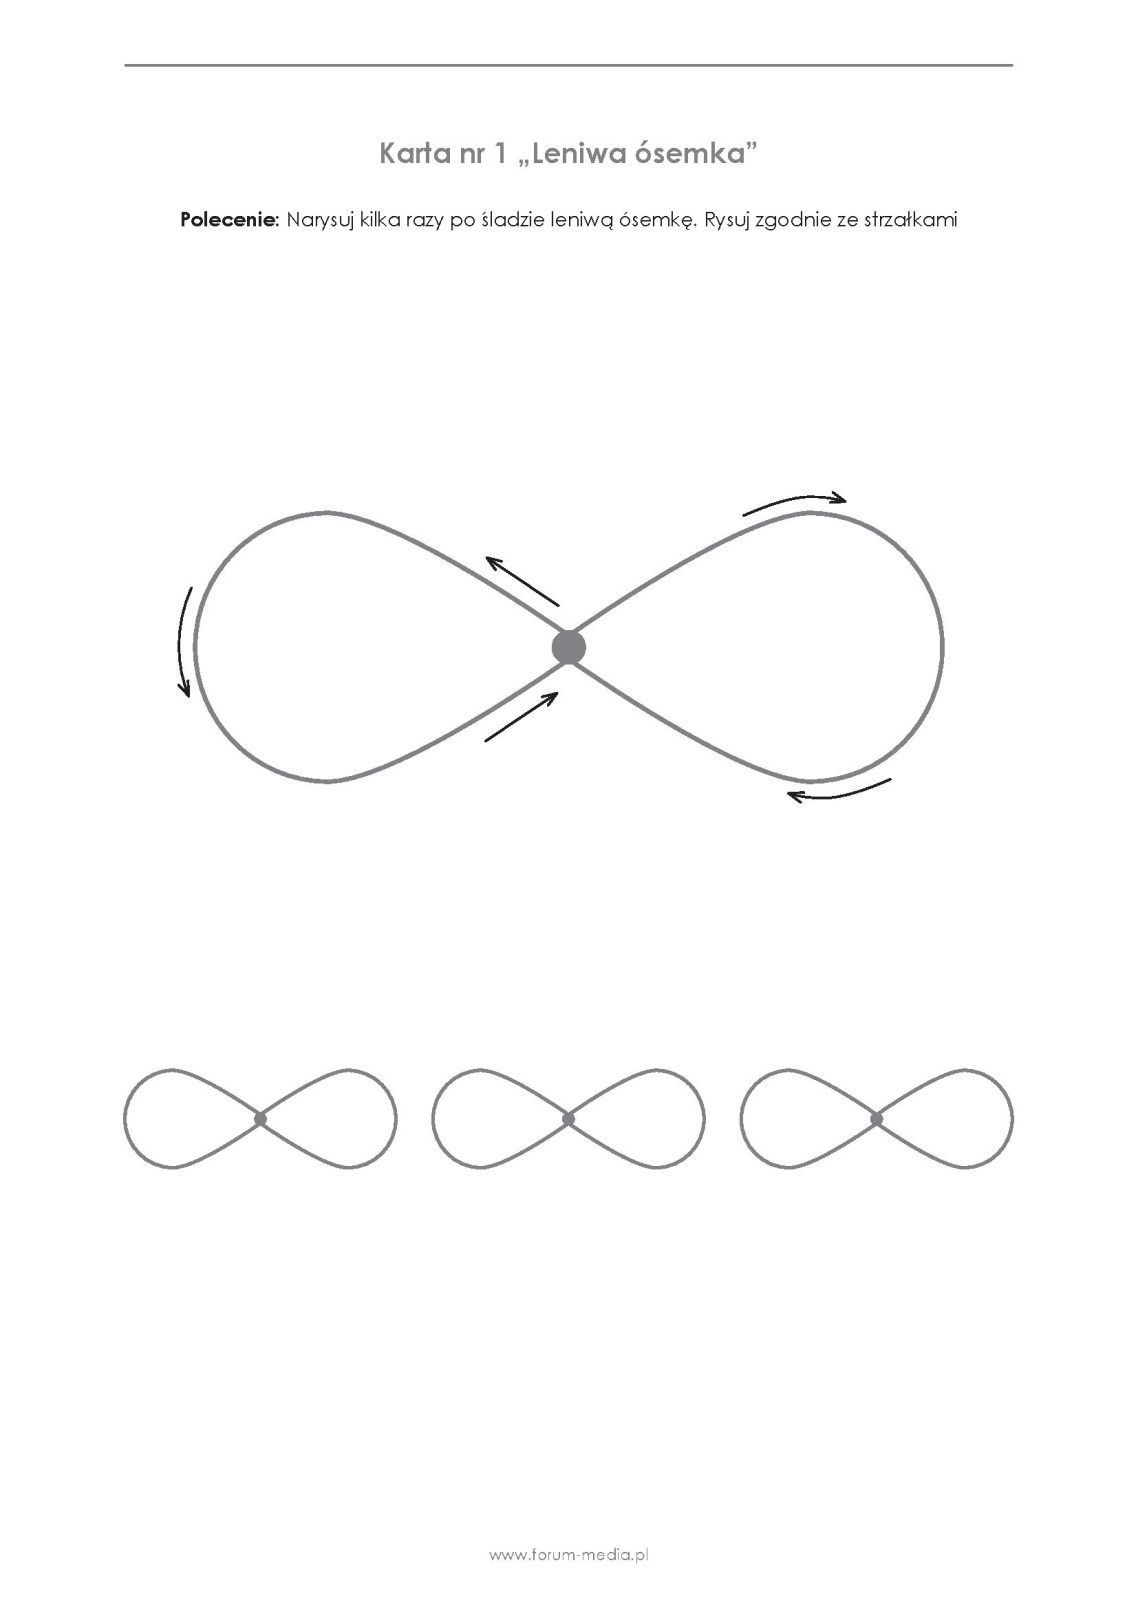 Karta nr 1 „Leniwa ósemka”
Polecenie: Narysuj kilka razy po śladzie leniwą ósemkę. Rysuj zgodnie ze strzałkami
www.forum-media.pl